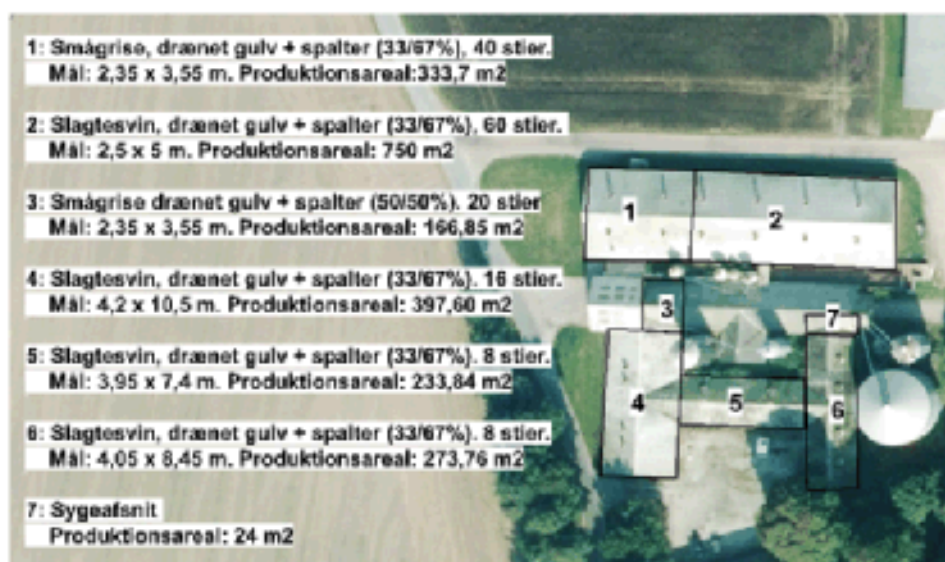 1: Smågrise, drænet gulv + spalter (33/67%), 40 stier.
Mål: 2,35 x 3,55 m. Produktionsareal:333,7 m2
2: Slagtesvin, drænet gulv + spalter (33/67%), 60 stier.
Mål: 2,5 x 5 m. Produktionsareal: 750 m2
3: Smågrise drænet gulv + spalter (50/50%). 20 stier
Mål: 2,35 x 3,55 m. Produktionsareal: 166,85 m2
4: Slagtesvin, drænet gulv + spalter (33/67%). 16 stier.
Mål: 4,2 x 10,5 m. Produktionsareal: 397,60 m2
5: Slagtesvin, drænet gulv + spalter (33/67%). 8 stier.
Mål: 3,95 x 7,4 m. Produktionsareal: 233,84 m2
6: Slagtesvin, drænet gulv + spalter (33/67%). 8 stier.
Mål: 4,05 x 8,45 m. Produktionsareal: 273,76 m2
7: Sygeafsnit
Produktionsareal: 24 m2
1
2
3
7
4
5
6